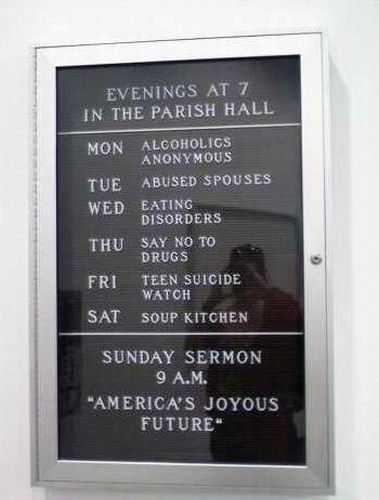 EVENINGS AT 7
IN THE PARISH HALL
MON ALCOHOLICS
ANONYMOUS
TUE ABUSED SPOUSES
WED EATING
DISORDERS
THU SAY NO TO
DRUGS
FRI TEEN SUICIDE
WATCH
SAT SOUP KITCHEN
SUNDAY SERMON
9 A.M.
"AMERICA'S JOYOUS
FUTURE"